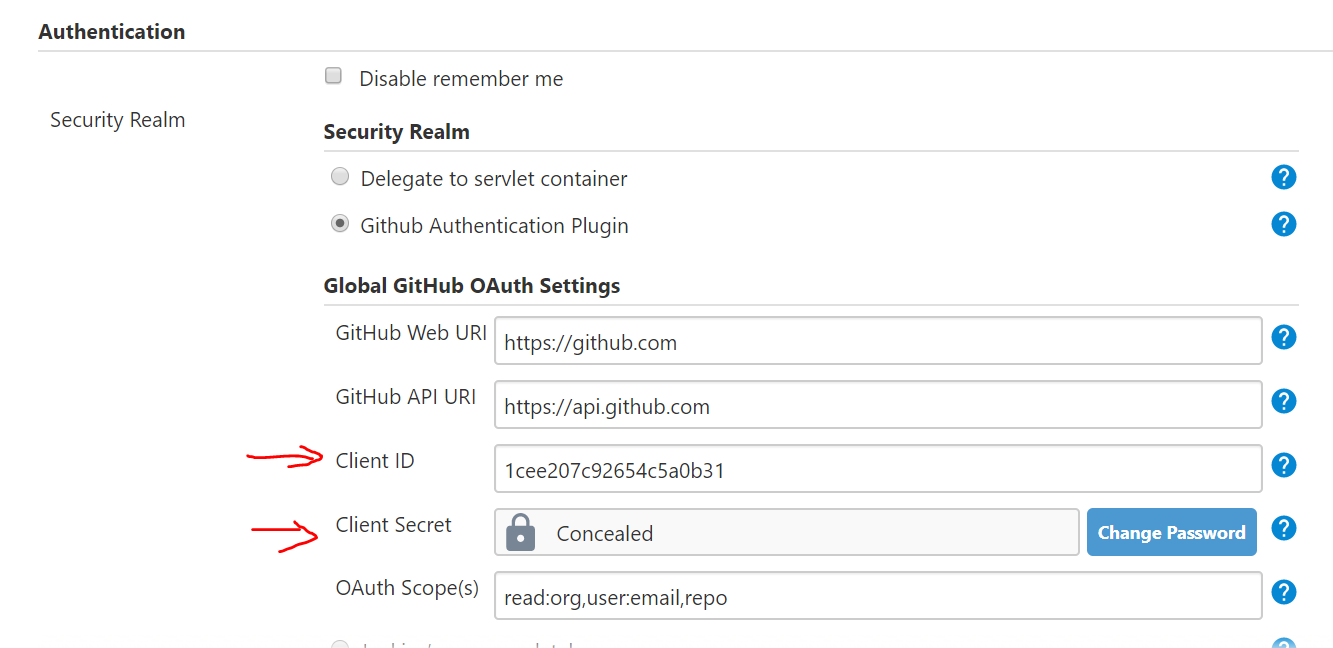 Authentication
Disable remember me
Security Realm
Security Realm
Delegate to servlet container
?
Github Authentication Plugin
?
Global GitHub OAuth Settings
GitHub Web URI https://github.com ?
GitHub API URI https://api.github.com ?
Client ID 1cee207c92654c5a0b31 ?
Client Secret Concealed Change Password ?
OAuth Scope(s) read:org,user:email,repo ?